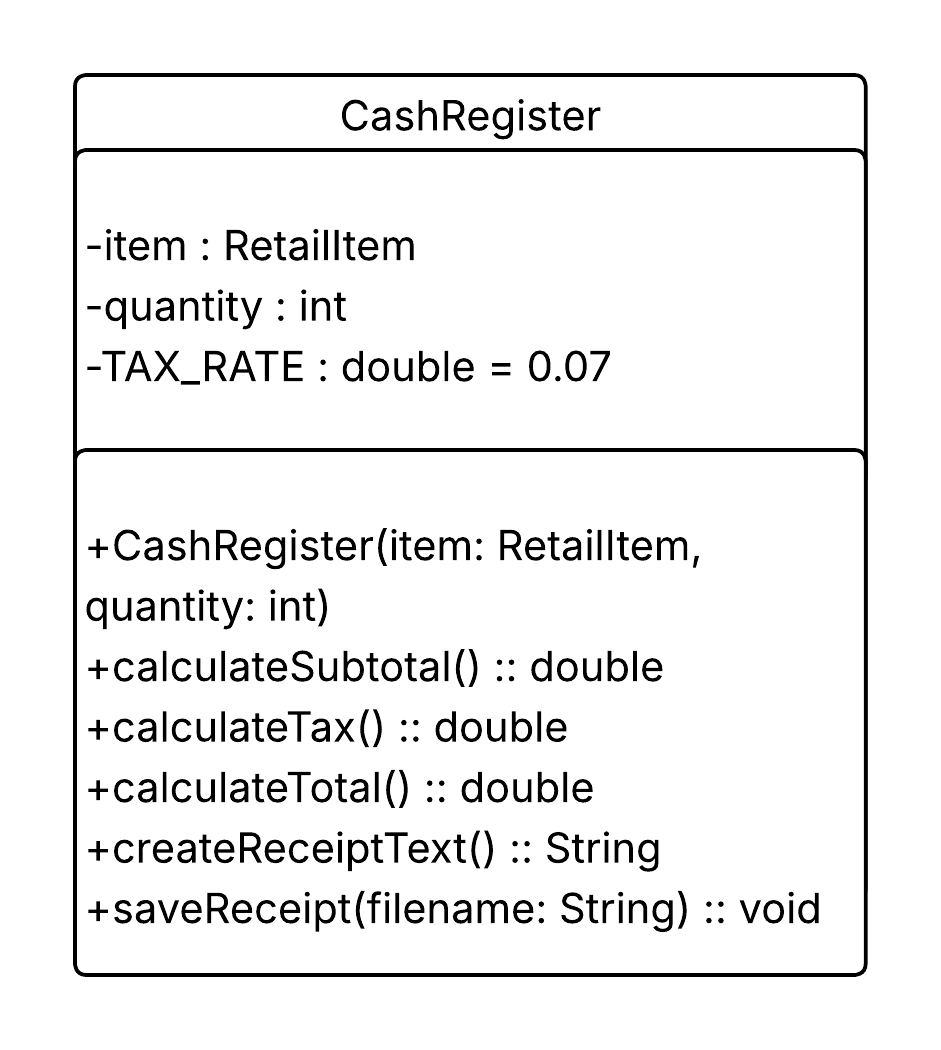 CashRegister
-item : RetailItem
-quantity : int
-TAX_RATE : double = 0.07
+CashRegister(item: RetailItem,
quantity: int)
+calculateSubtotal() :: double
+calculateTax() :: double
+calculateTotal() :: double
+createReceiptText() :: String
+saveReceipt(filename: String) :: void